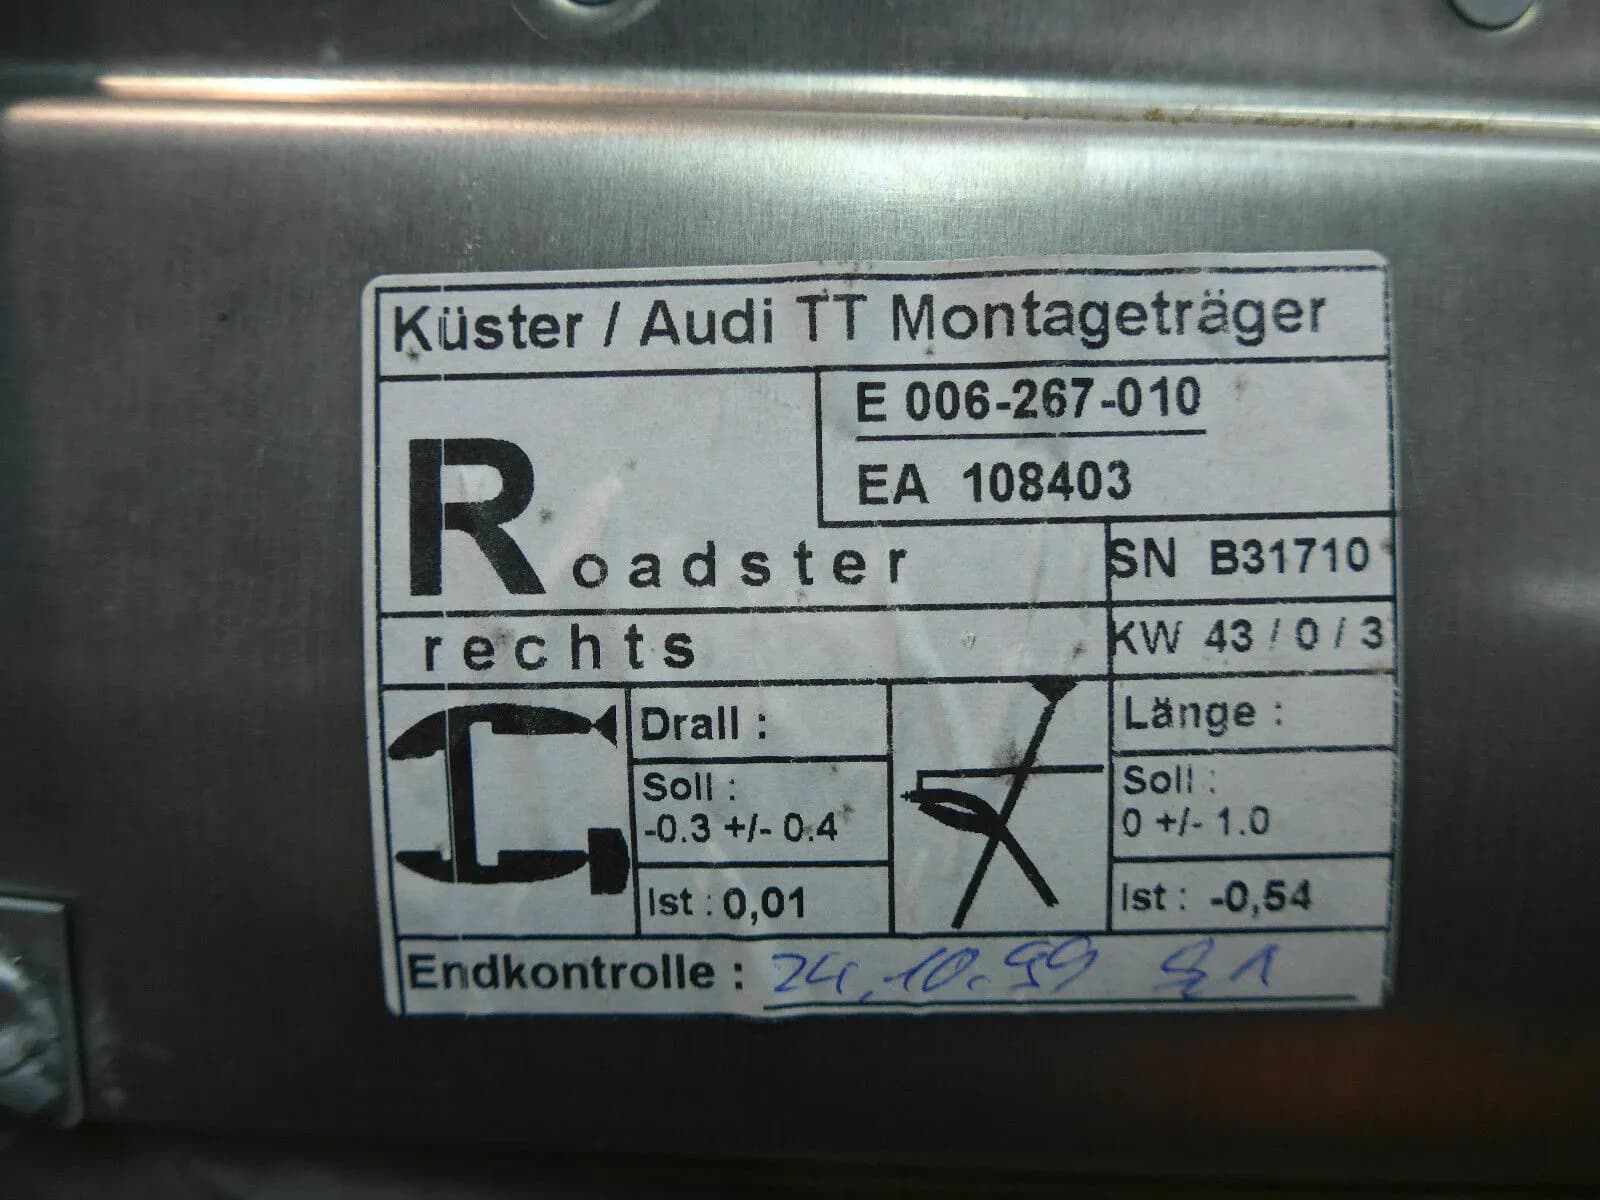 Küster / Audi TT Montageträger
E 006-267-010
EA 108403
Roadster
SN B31710
rechts
KW 43 / 0 / 3
Drall :
Länge :
Soll :
-0.3 +/- 0.4
Soll :
0 +/- 1.0
Ist : 0,01
Ist : -0,54
Endkontrolle : 24.10.99